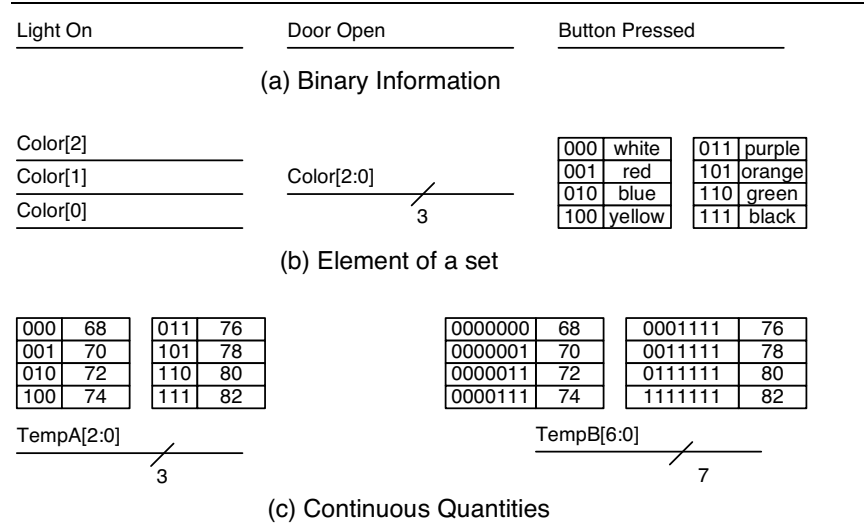 Light On Door Open Button Pressed
(a) Binary Information
Color[2]
Color[1]
Color[0]
Color[2:0]
3
000 white 011 purple
001 red 101 orange
010 blue 110 green
100 yellow 111 black
(b) Element of a set
000 68 011 76
001 70 101 78
010 72 110 80
100 74 111 82
TempA[2:0]
3
0000000 68 0001111 76
0000001 70 0011111 78
0000011 72 0111111 80
0000111 74 1111111 82
TempB[6:0]
7
(c) Continuous Quantities